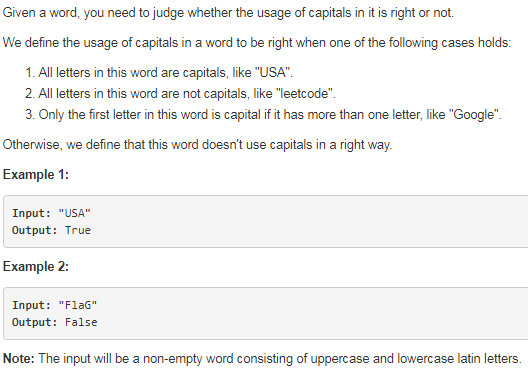 Given a word, you need to judge whether the usage of capitals in it is right or not.
We define the usage of capitals in a word to be right when one of the following cases holds:
1. All letters in this word are capitals, like "USA".
2. All letters in this word are not capitals, like "leetcode".
3. Only the first letter in this word is capital if it has more than one letter, like "Google".
Otherwise, we define that this word doesn't use capitals in a right way.
Example 1:
Input: "USA"
Output: True
Example 2:
Input: "FlaG"
Output: False
Note: The input will be a non-empty word consisting of uppercase and lowercase latin letters.